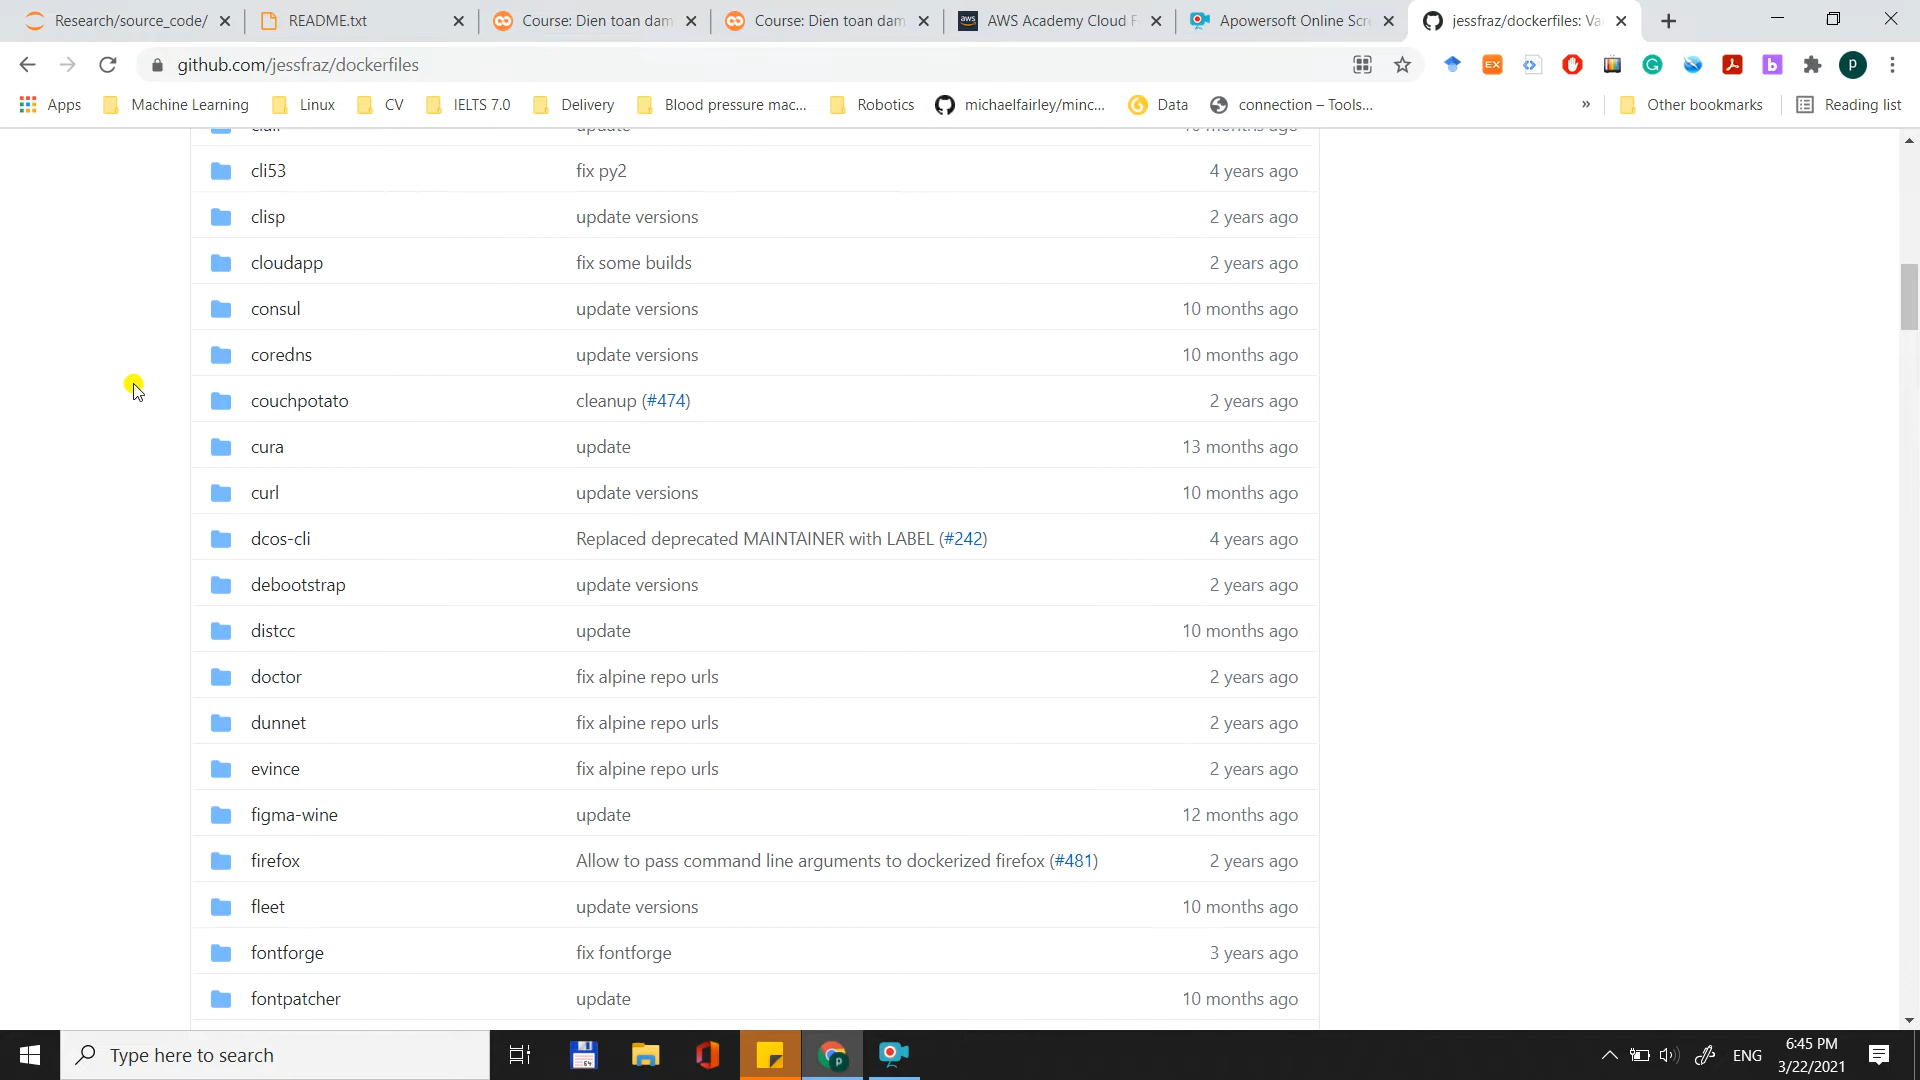 Research/source_code/
README.txt
Course: Dien toan dam
Course: Dien toan dam
aws AWS Academy Cloud F
Apowersoft Online Scr
jessfraz/dockerfiles: Va
github.com/jessfraz/dockerfiles
Apps
Machine Learning
Linux
CV
IELTS 7.0
Delivery
Blood pressure mac...
Robotics
michaelfairley/minc...
Data
connection – Tools...
»
Other bookmarks
Reading list
cli53 fix py2 4 years ago
clisp update versions 2 years ago
cloudapp fix some builds 2 years ago
consul update versions 10 months ago
coredns update versions 10 months ago
couchpotato cleanup (#474) 2 years ago
cura update 13 months ago
curl update versions 10 months ago
dcos-cli Replaced deprecated MAINTAINER with LABEL (#242) 4 years ago
debootstrap update versions 2 years ago
distcc update 10 months ago
doctor fix alpine repo urls 2 years ago
dunnet fix alpine repo urls 2 years ago
evince fix alpine repo urls 2 years ago
figma-wine update 12 months ago
firefox Allow to pass command line arguments to dockerized firefox (#481) 2 years ago
fleet update versions 10 months ago
fontforge fix fontforge 3 years ago
fontpatcher update 10 months ago
Type here to search
ENG
6:45 PM
3/22/2021